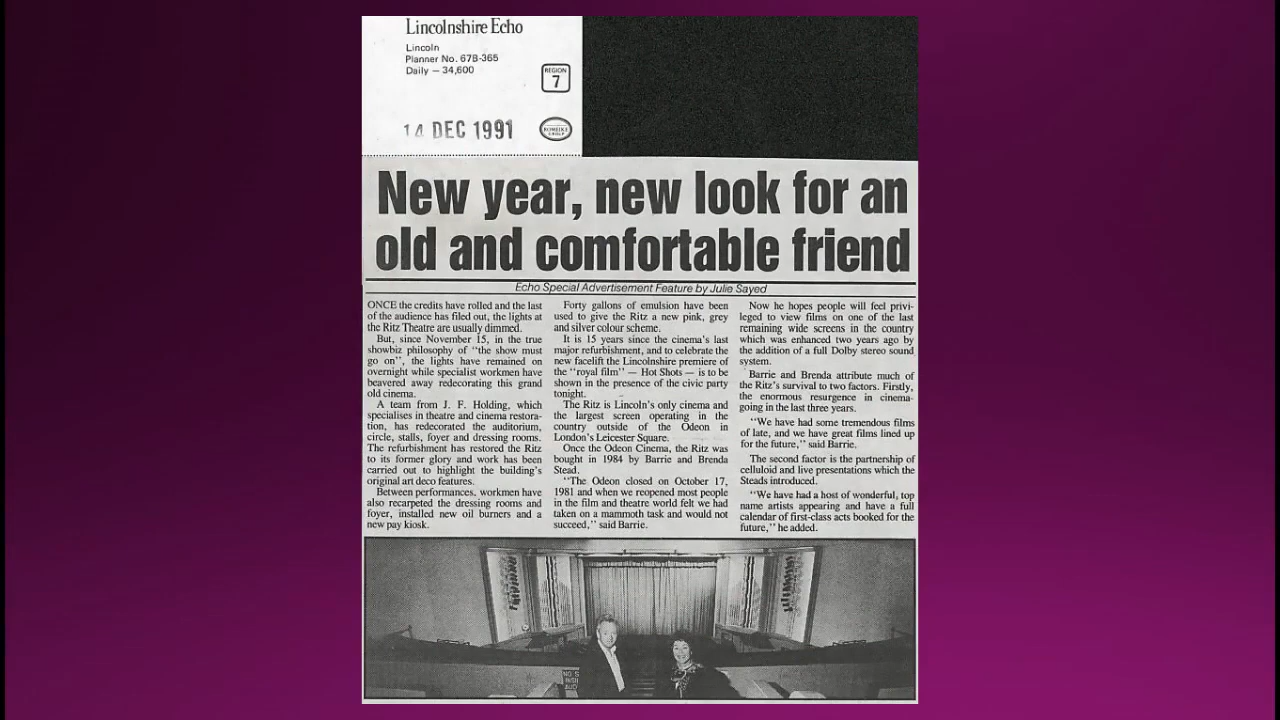 Lincolnshire Echo
Lincoln
Planner No. 67B-365
Daily — 34,600
REGION
7
14 DEC 1991
ROMEIKE
GROUP
New year, new look for an
old and comfortable friend
Echo Special Advertisement Feature by Julie Sayed
ONCE the credits have rolled and the last
of the audience has filed out, the lights at
the Ritz Theatre are usually dimmed.
But, since November 15, in the true
showbiz philosophy of "the show must
go on", the lights have remained on
overnight while specialist workmen have
beavered away redecorating this grand
old cinema.
A team from J. F. Holding, which
specialises in theatre and cinema restora-
tion, has redecorated the auditorium,
circle, stalls, foyer and dressing rooms.
The refurbishment has restored the Ritz
to its former glory and work has been
carried out to highlight the building's
original art deco features.
Between performances, workmen have
also recarpeted the dressing rooms and
foyer, installed new oil burners and a
new pay kiosk.
Forty gallons of emulsion have been
used to give the Ritz a new pink, grey
and silver colour scheme.
It is 15 years since the cinema's last
major refurbishment, and to celebrate the
new facelift the Lincolnshire premiere of
the "royal film" — Hot Shots — is to be
shown in the presence of the civic party
tonight.
The Ritz is Lincoln's only cinema and
the largest screen operating in the
country outside of the Odeon in
London's Leicester Square.
Once the Odeon Cinema, the Ritz was
bought in 1984 by Barrie and Brenda
Stead.
"The Odeon closed on October 17,
1981 and when we reopened most people
in the film and theatre world felt we had
taken on a mammoth task and would not
succeed," said Barrie.
Now he hopes people will feel privi-
leged to view films on one of the last
remaining wide screens in the country
which was enhanced two years ago by
the addition of a full Dolby stereo sound
system.
Barrie and Brenda attribute much of
the Ritz's survival to two factors. Firstly,
the enormous resurgence in cinema-
going in the last three years.
"We have had some tremendous films
of late, and we have great films lined up
for the future," said Barrie.
The second factor is the partnership of
celluloid and live presentations which the
Steads introduced.
"We have had a host of wonderful, top
name artists appearing and have a full
calendar of first-class acts booked for the
future," he added.
NO S